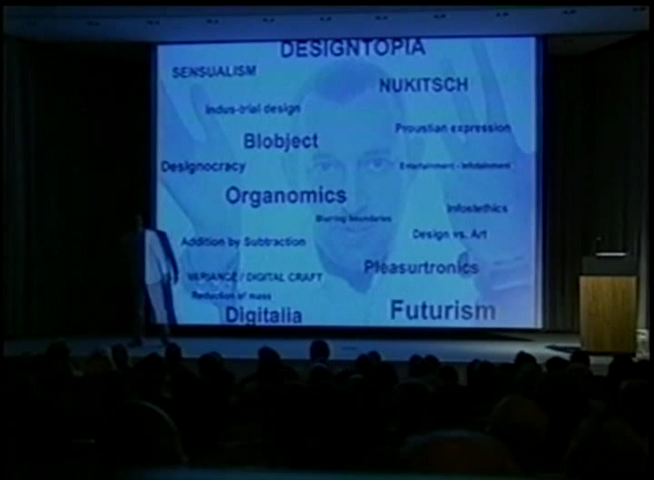 DESIGNTOPIA
SENSUALISM
NUKITSCH
Indus-trial design
Proustian expression
Blobject
Designocracy
Entertainment - Infotainment
Organomics
Infostethics
Blurring boundaries
Design vs. Art
Addition by Subtraction
Pleasurtronics
VARIANCE / DIGITAL CRAFT
Reduction of mass
Digitalia
Futurism